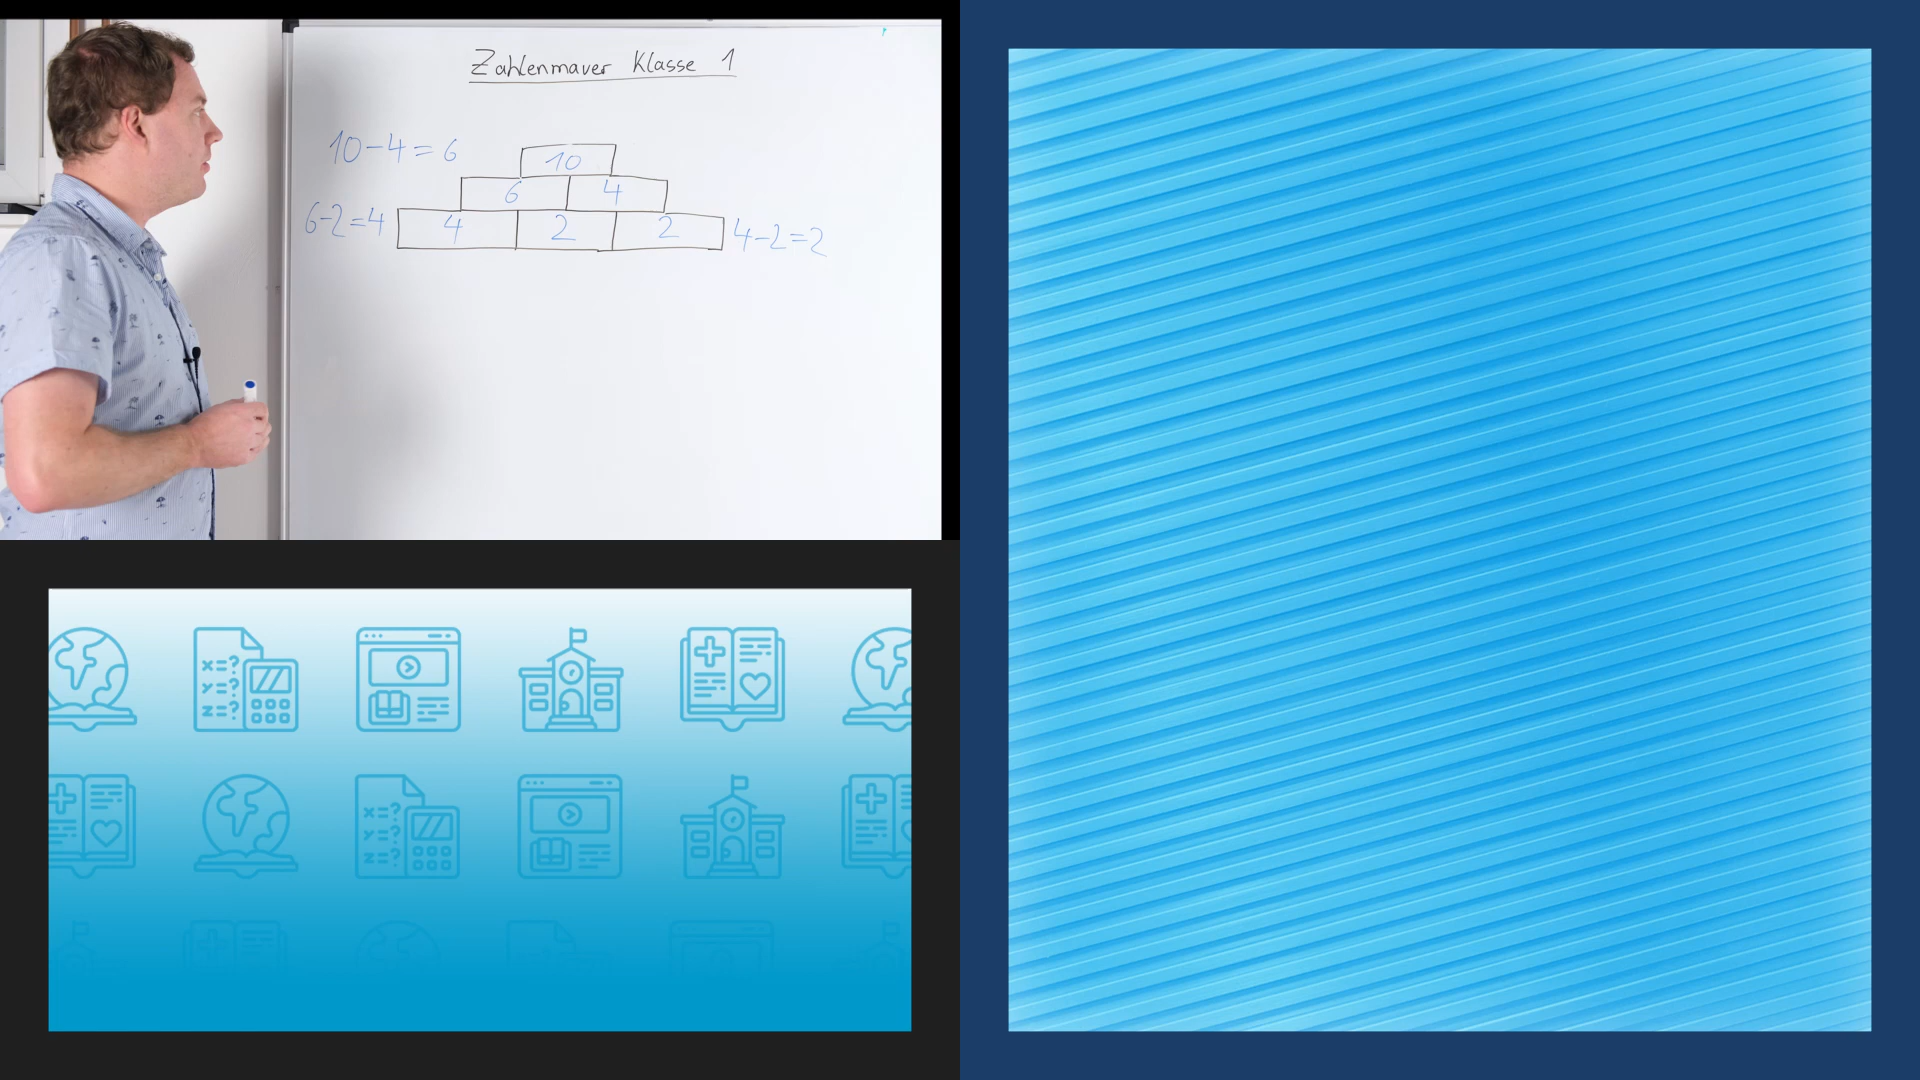 Zahlenmauer Klasse 1
10-4=6
10
6 4
6-2=4
4 2 2
4-2=2
x=?
y=?
z=?
x=?
y=?
z=?